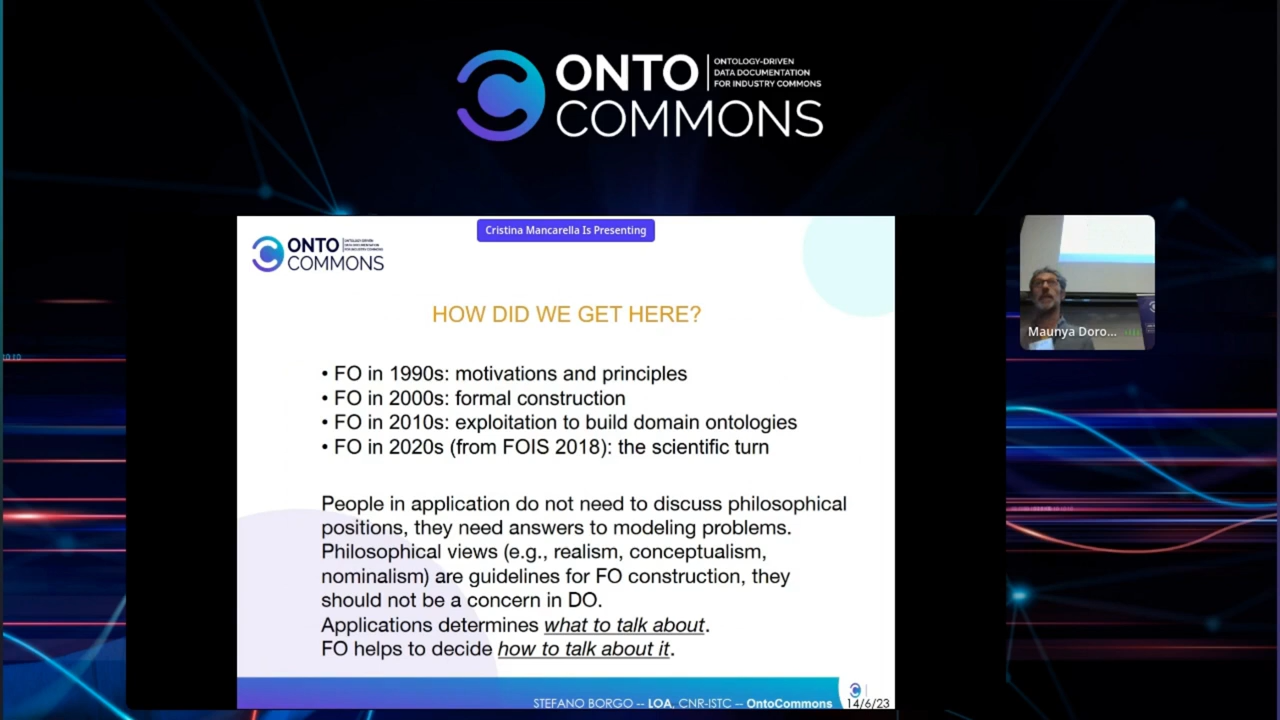 ONTO
COMMONS
ONTOLOGY-DRIVEN
DATA DOCUMENTATION
FOR INDUSTRY COMMONS
Cristina Mancarella Is Presenting
ONTO
COMMONS
HOW DID WE GET HERE?
• FO in 1990s: motivations and principles
• FO in 2000s: formal construction
• FO in 2010s: exploitation to build domain ontologies
• FO in 2020s (from FOIS 2018): the scientific turn
People in application do not need to discuss philosophical
positions, they need answers to modeling problems.
Philosophical views (e.g., realism, conceptualism,
nominalism) are guidelines for FO construction, they
should not be a concern in DO.
Applications determines what to talk about.
FO helps to decide how to talk about it.
STEFANO BORGO -- LOA, CNR-ISTC -- OntoCommons
14/6/23
Maunya Doro...